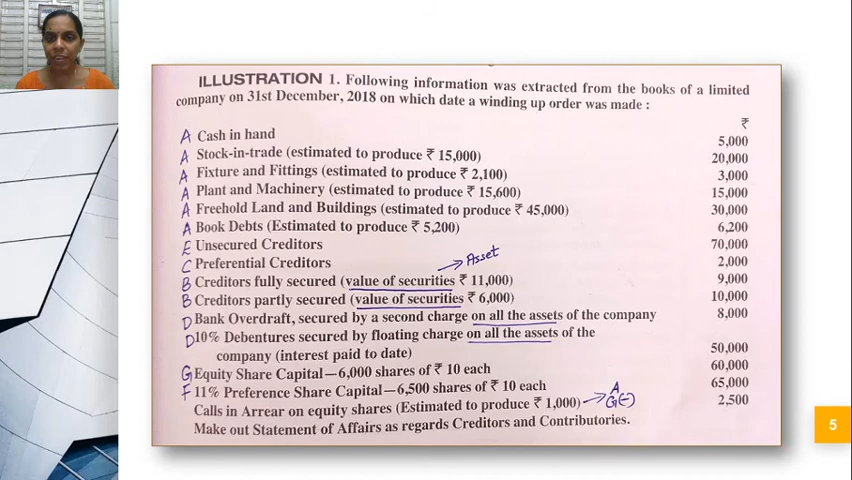 ILLUSTRATION 1. Following information was extracted from the books of a limited
company on 31st December, 2018 on which date a winding up order was made :
₹
A Cash in hand 5,000
A Stock-in-trade (estimated to produce ₹ 15,000) 20,000
A Fixture and Fittings (estimated to produce ₹ 2,100) 3,000
A Plant and Machinery (estimated to produce ₹ 15,600) 15,000
A Freehold Land and Buildings (estimated to produce ₹ 45,000) 30,000
A Book Debts (Estimated to produce ₹ 5,200) 6,200
E Unsecured Creditors 70,000
→ Asset
C Preferential Creditors 2,000
B Creditors fully secured (value of securities ₹ 11,000) 9,000
B Creditors partly secured (value of securities ₹ 6,000) 10,000
D Bank Overdraft, secured by a second charge on all the assets of the company 8,000
D 10% Debentures secured by floating charge on all the assets of the
company (interest paid to date) 50,000
G Equity Share Capital—6,000 shares of ₹ 10 each 60,000
F 11% Preference Share Capital—6,500 shares of ₹ 10 each 65,000
Calls in Arrear on equity shares (Estimated to produce ₹ 1,000) → A G(-) 2,500
Make out Statement of Affairs as regards Creditors and Contributories.
5